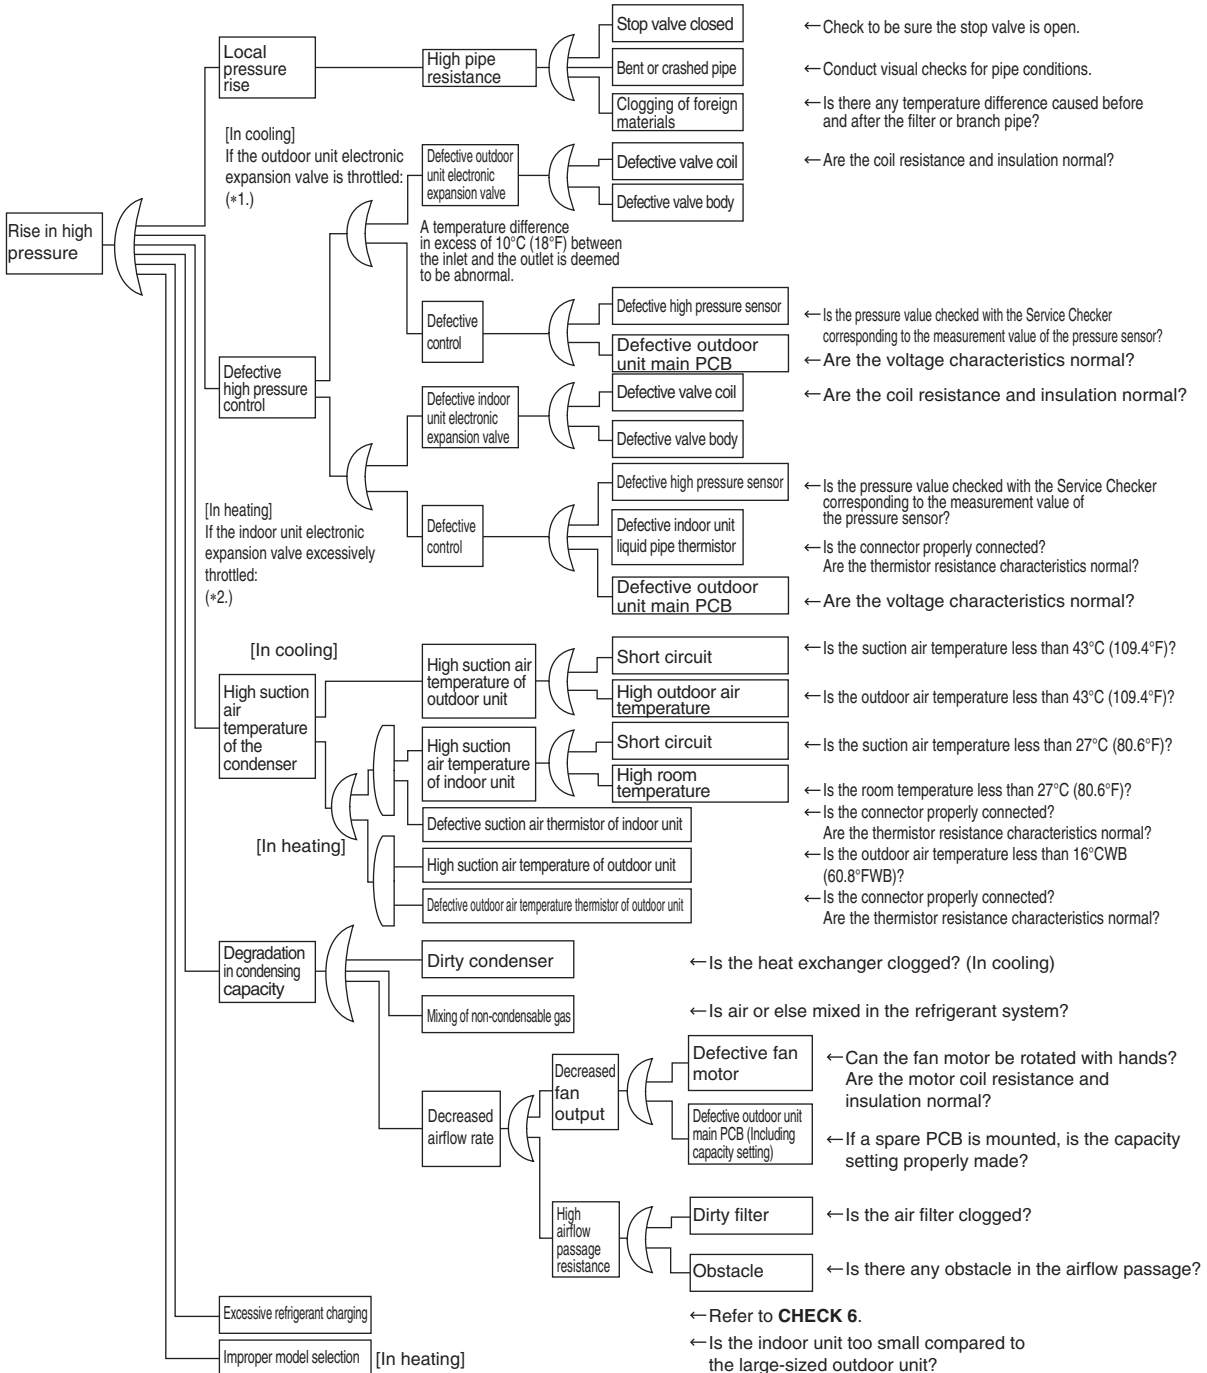 Stop valve closed
←Check to be sure the stop valve is open.
Local
pressure
rise
High pipe
resistance
Bent or crashed pipe
←Conduct visual checks for pipe conditions.
Clogging of foreign
materials
←Is there any temperature difference caused before
and after the filter or branch pipe?
[In cooling]
If the outdoor unit electronic
expansion valve is throttled:
(*1.)
Defective outdoor
unit electronic
expansion valve
Defective valve coil
←Are the coil resistance and insulation normal?
Defective valve body
Rise in high
pressure
A temperature difference
in excess of 10°C (18°F) between
the inlet and the outlet is deemed
to be abnormal.
Defective
control
Defective high pressure sensor
←Is the pressure value checked with the Service Checker
corresponding to the measurement value of the pressure sensor?
Defective outdoor
unit main PCB
←Are the voltage characteristics normal?
Defective
high pressure
control
Defective indoor
unit electronic
expansion valve
Defective valve coil
←Are the coil resistance and insulation normal?
Defective valve body
[In heating]
If the indoor unit electronic
expansion valve excessively
throttled:
(*2.)
Defective
control
Defective high pressure sensor
←Is the pressure value checked with the Service Checker
corresponding to the measurement value of
the pressure sensor?
Defective indoor unit
liquid pipe thermistor
←Is the connector properly connected?
Are the thermistor resistance characteristics normal?
Defective outdoor
unit main PCB
←Are the voltage characteristics normal?
[In cooling]
High suction
air
temperature
of the
condenser
High suction air
temperature of
outdoor unit
Short circuit
←Is the suction air temperature less than 43°C (109.4°F)?
High outdoor air
temperature
←Is the outdoor air temperature less than 43°C (109.4°F)?
High suction
air temperature
of indoor unit
Short circuit
←Is the suction air temperature less than 27°C (80.6°F)?
High room
temperature
←Is the room temperature less than 27°C (80.6°F)?
[In heating]
Defective suction air thermistor of indoor unit
←Is the connector properly connected?
Are the thermistor resistance characteristics normal?
High suction air temperature of outdoor unit
←Is the outdoor air temperature less than 16°CWB
(60.8°FWB)?
Defective outdoor air temperature thermistor of outdoor unit
←Is the connector properly connected?
Are the thermistor resistance characteristics normal?
Degradation
in condensing
capacity
Dirty condenser
←Is the heat exchanger clogged? (In cooling)
Mixing of non-condensable gas
←Is air or else mixed in the refrigerant system?
Decreased
airflow rate
Decreased
fan
output
Defective fan
motor
←Can the fan motor be rotated with hands?
Are the motor coil resistance and
insulation normal?
Defective outdoor unit
main PCB (Including
capacity setting)
←If a spare PCB is mounted, is the capacity
setting properly made?
High
airflow
passage
resistance
Dirty filter
←Is the air filter clogged?
Obstacle
←Is there any obstacle in the airflow passage?
Excessive refrigerant charging
←Refer to CHECK 6.
Improper model selection
[In heating]
←Is the indoor unit too small compared to
the large-sized outdoor unit?